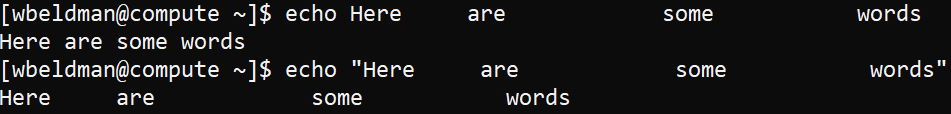 [wbeldman@compute ~]$ echo Here     are              some           words
Here are some words
[wbeldman@compute ~]$ echo "Here     are            some           words"
Here     are            some           words